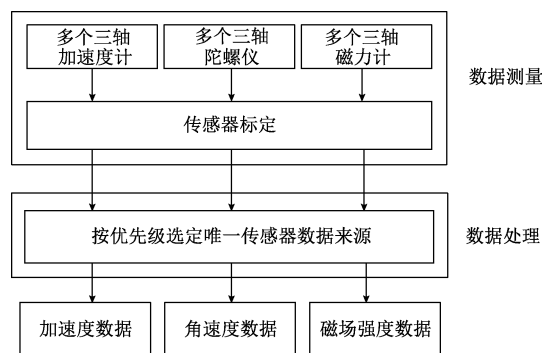 多个三轴
加速度计
多个三轴
陀螺仪
多个三轴
磁力计
数据测量
传感器标定
按优先级选定唯一传感器数据来源
数据处理
加速度数据
角速度数据
磁场强度数据